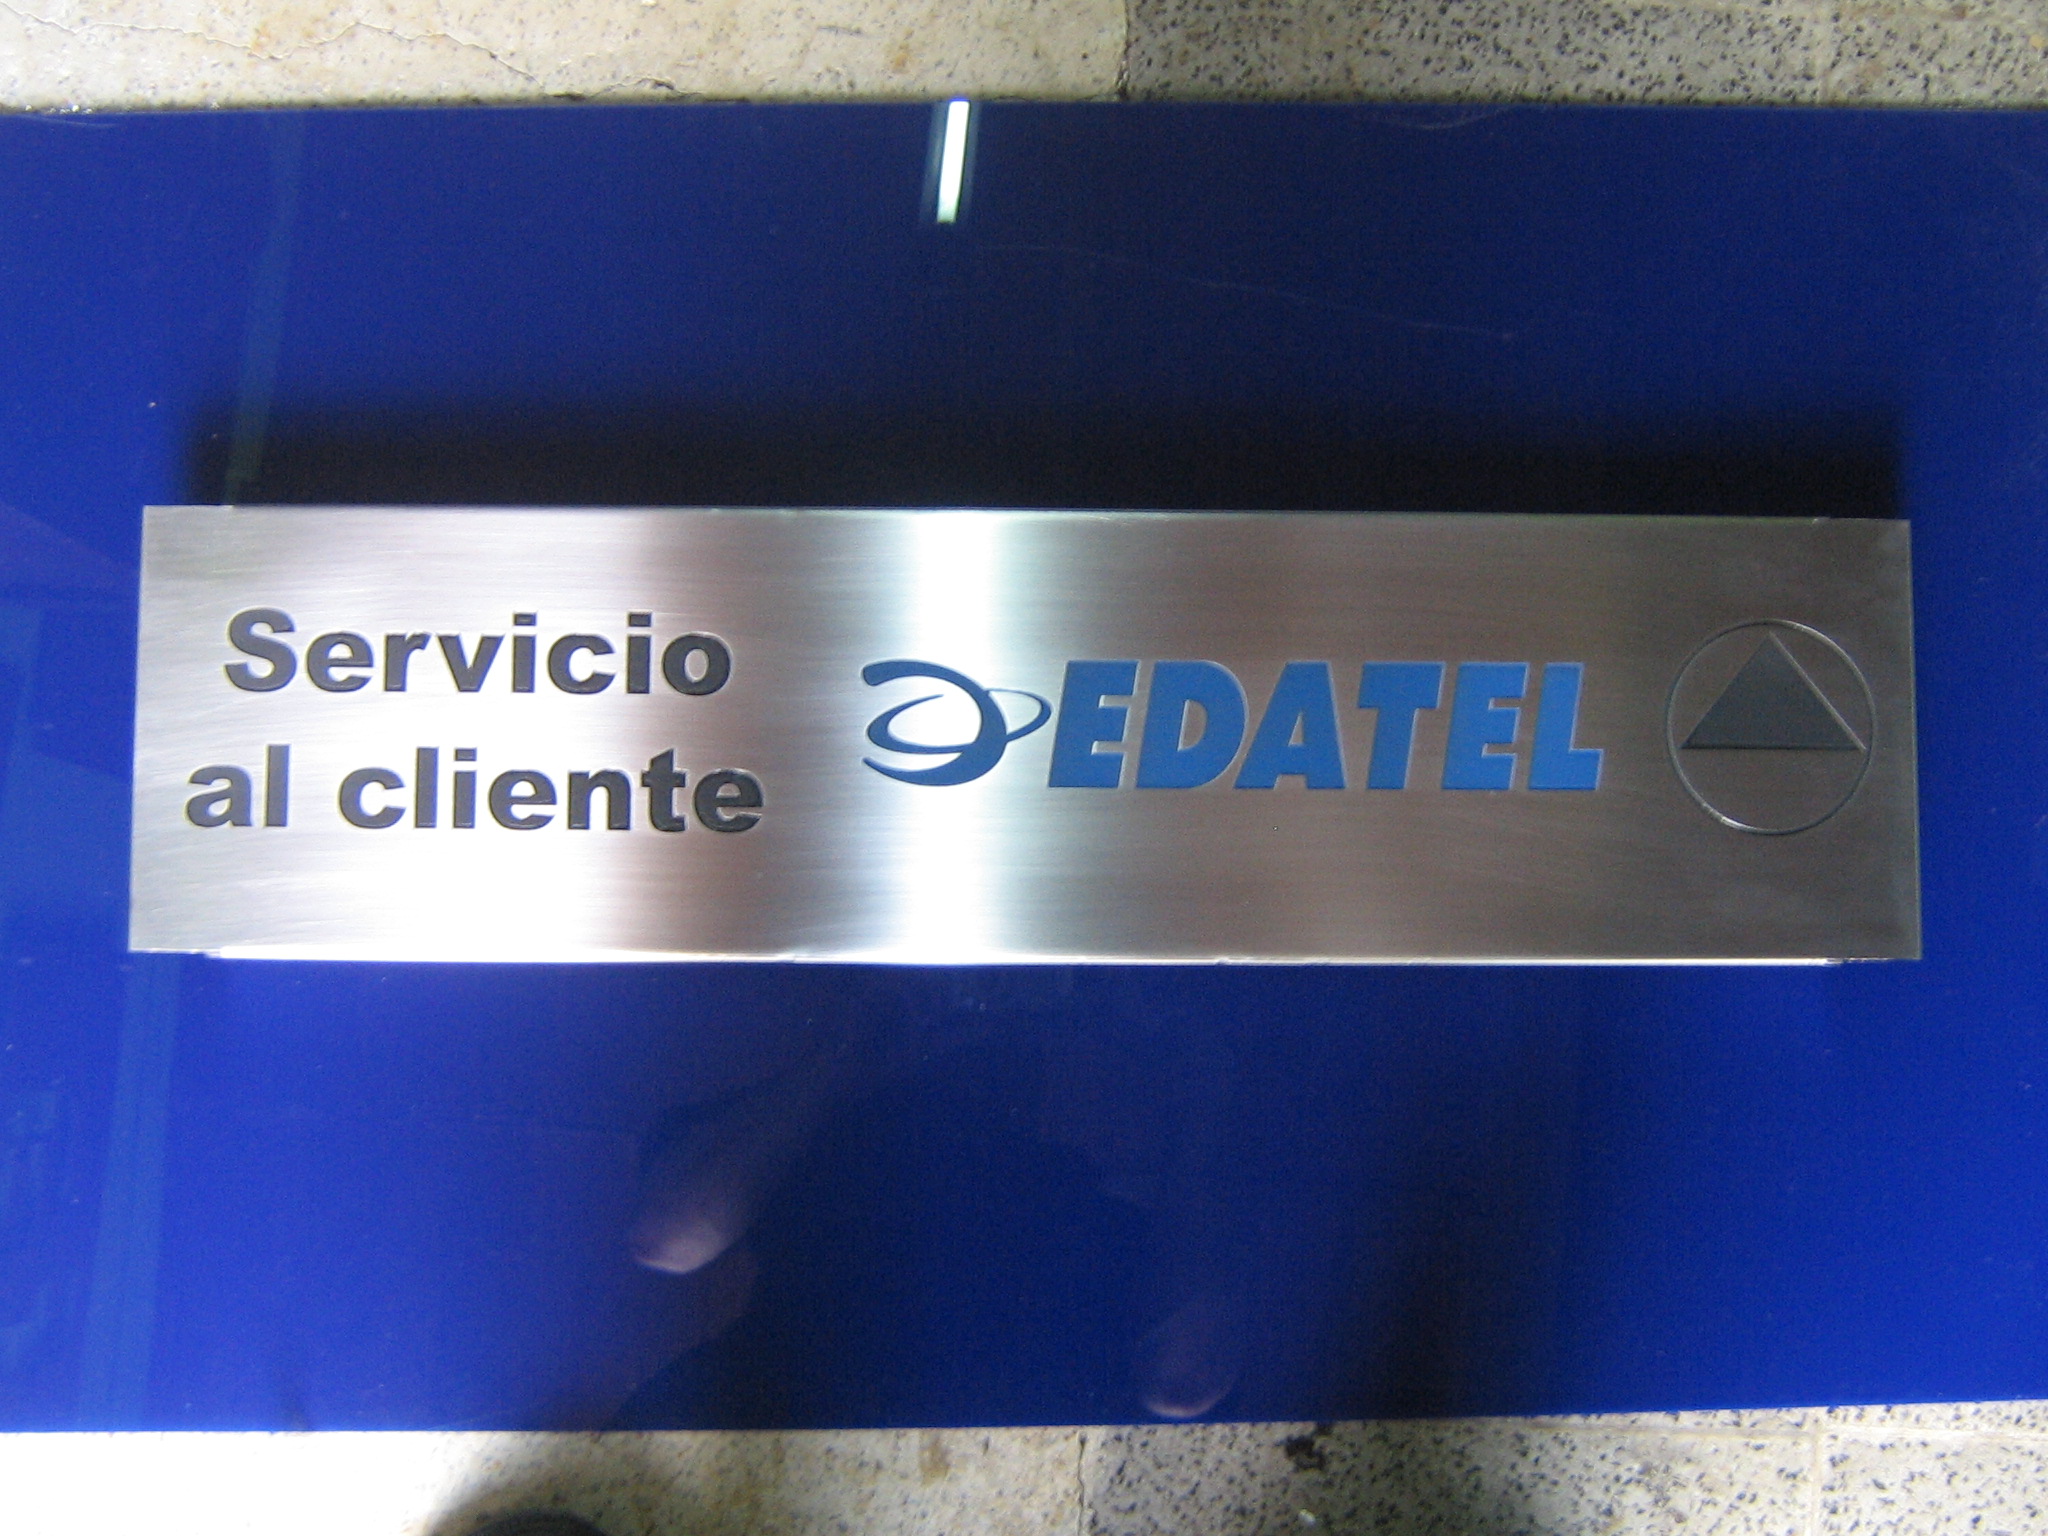 Servicio
al cliente
EDATEL